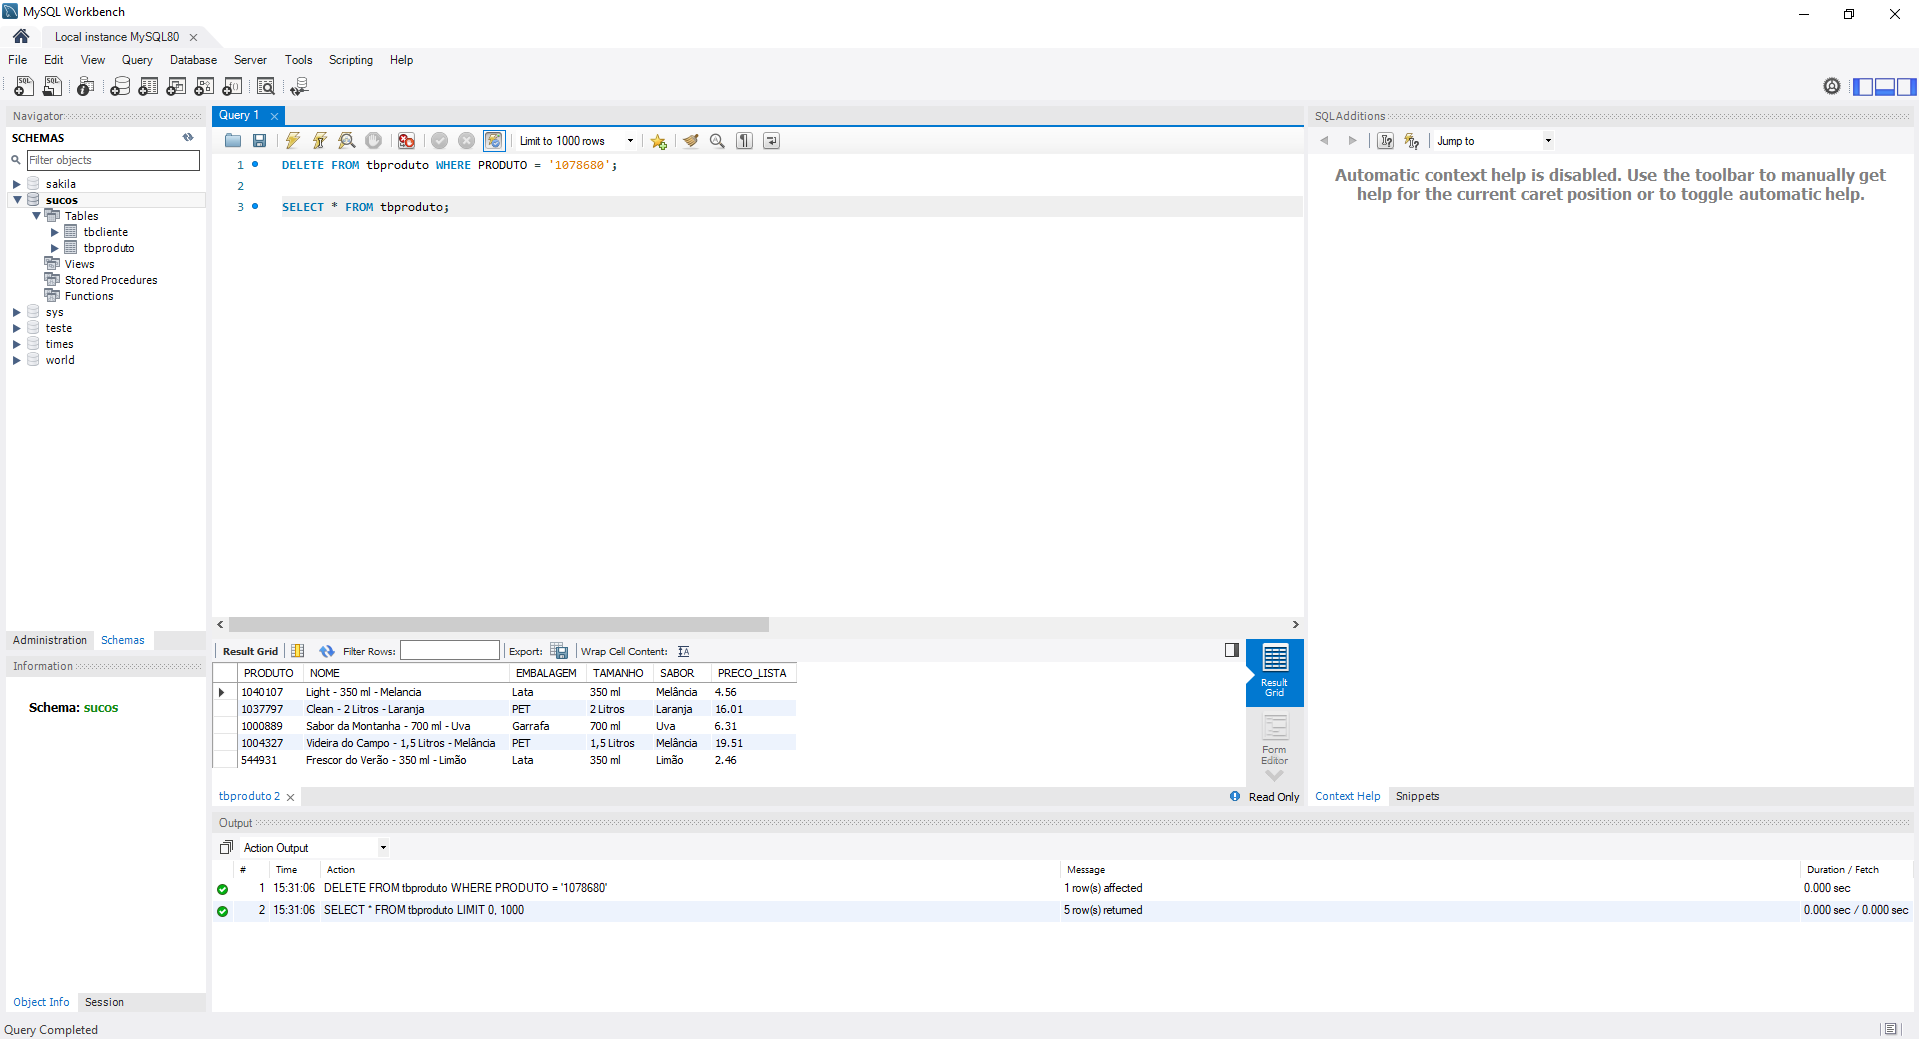 MySQL Workbench
Local instance MySQL80
File Edit View Query Database Server Tools Scripting Help
Navigator
SCHEMAS
Filter objects
sakila
sucos
Tables
tbcliente
tbproduto
Views
Stored Procedures
Functions
sys
teste
times
world
Administration Schemas
Information
Schema: sucos
Object Info Session
Query 1
Limit to 1000 rows
1 DELETE FROM tbproduto WHERE PRODUTO = '1078680';
2
3 SELECT * FROM tbproduto;
Result Grid Filter Rows: Export: Wrap Cell Content:
PRODUTO NOME EMBALAGEM TAMANHO SABOR PRECO_LISTA
1040107 Light - 350 ml - Melancia Lata 350 ml Melância 4.56
1037797 Clean - 2 Litros - Laranja PET 2 Litros Laranja 16.01
1000889 Sabor da Montanha - 700 ml - Uva Garrafa 700 ml Uva 6.31
1004327 Videira do Campo - 1,5 Litros - Melância PET 1,5 Litros Melância 19.51
544931 Frescor do Verão - 350 ml - Limão Lata 350 ml Limão 2.46
Result
Grid
Form
Editor
tbproduto 2
Read Only
SQLAdditions
Jump to
Automatic context help is disabled. Use the toolbar to manually get
help for the current caret position or to toggle automatic help.
Context Help Snippets
Output
Action Output
# Time Action Message Duration / Fetch
1 15:31:06 DELETE FROM tbproduto WHERE PRODUTO = '1078680' 1 row(s) affected 0.000 sec
2 15:31:06 SELECT * FROM tbproduto LIMIT 0, 1000 5 row(s) returned 0.000 sec / 0.000 sec
Query Completed